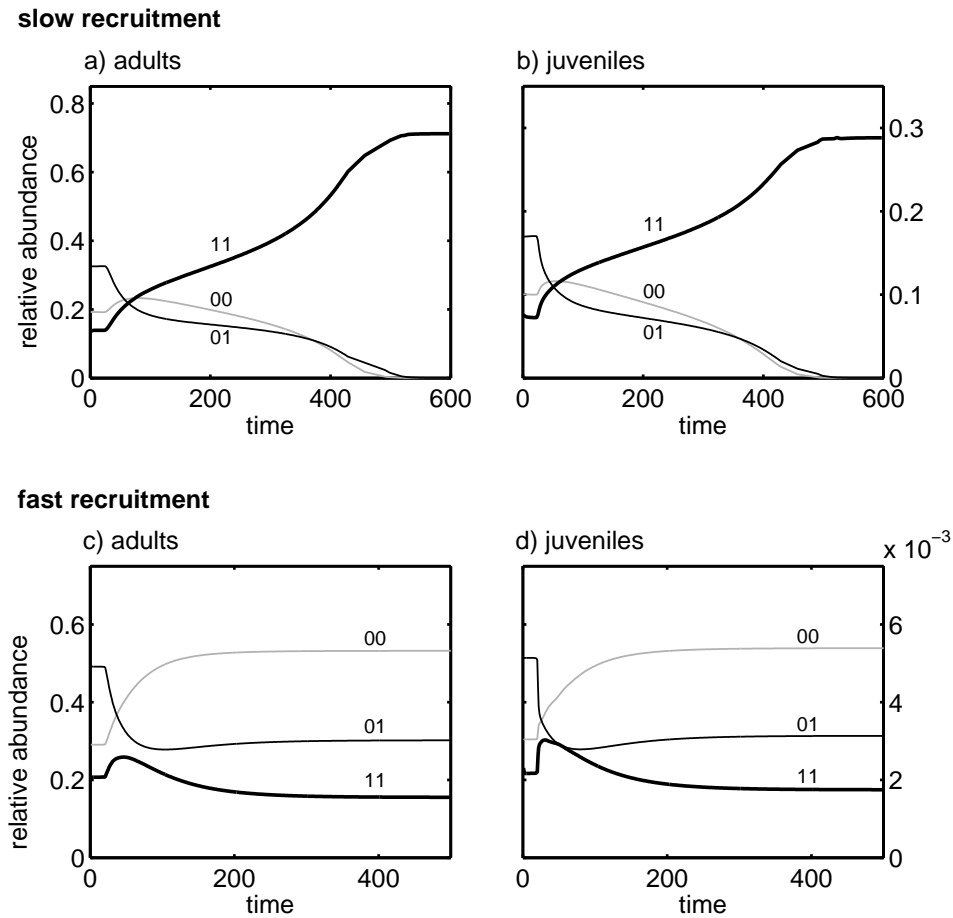 slow recruitment
a) adults
b) juveniles
relative abundance
0.8
0.6
0.4
0.2
0
11
00
01
0 200 400 600
time
11
00
01
0.3
0.2
0.1
0
0 200 400 600
time
fast recruitment
c) adults
d) juveniles
x 10−3
relative abundance
0.6
0.4
0.2
0
00
01
11
0 200 400
time
00
01
11
6
4
2
0
0 200 400
time